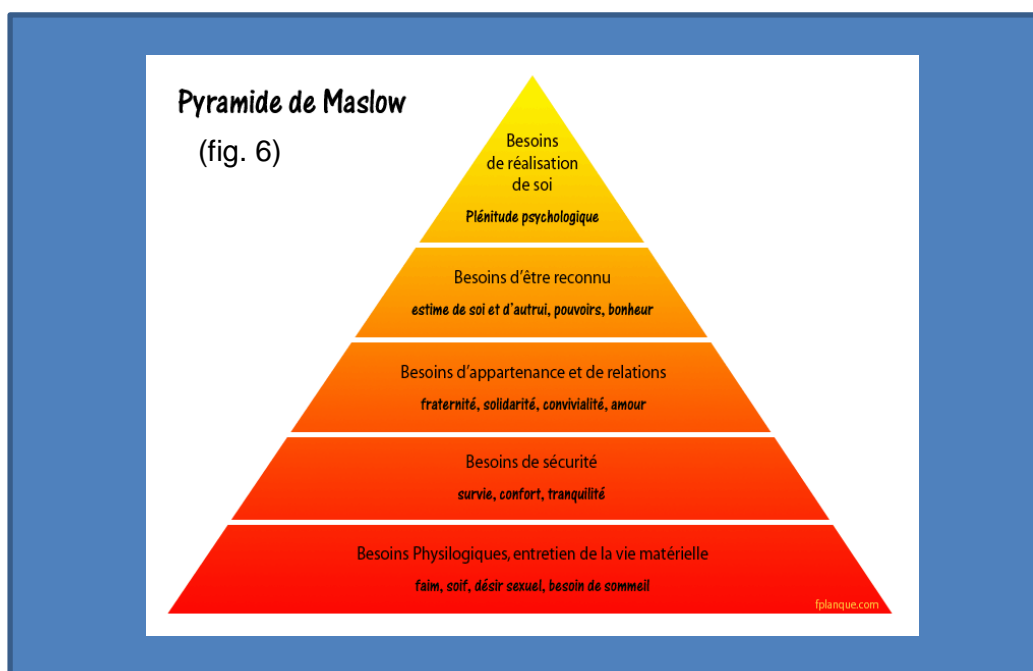 Pyramide de Maslow
(fig. 6)
Besoins
de réalisation
de soi
Plénitude psychologique
Besoins d'être reconnu
estime de soi et d'autrui, pouvoirs, bonheur
Besoins d'appartenance et de relations
fraternité, solidarité, convivialité, amour
Besoins de sécurité
survie, confort, tranquilité
Besoins Physilogiques, entretien de la vie matérielle
faim, soif, désir sexuel, besoin de sommeil
fplanque.com